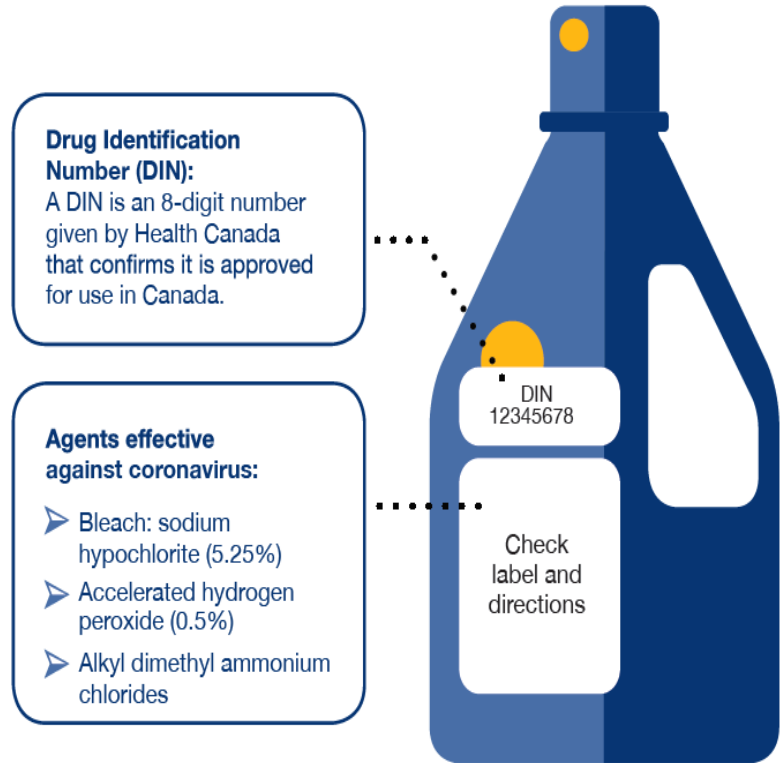 Drug Identification
Number (DIN):
A DIN is an 8-digit number
given by Health Canada
that confirms it is approved
for use in Canada.
DIN
12345678
Agents effective
against coronavirus:
Bleach: sodium
hypochlorite (5.25%)
Accelerated hydrogen
peroxide (0.5%)
Alkyl dimethyl ammonium
chlorides
Check
label and
directions